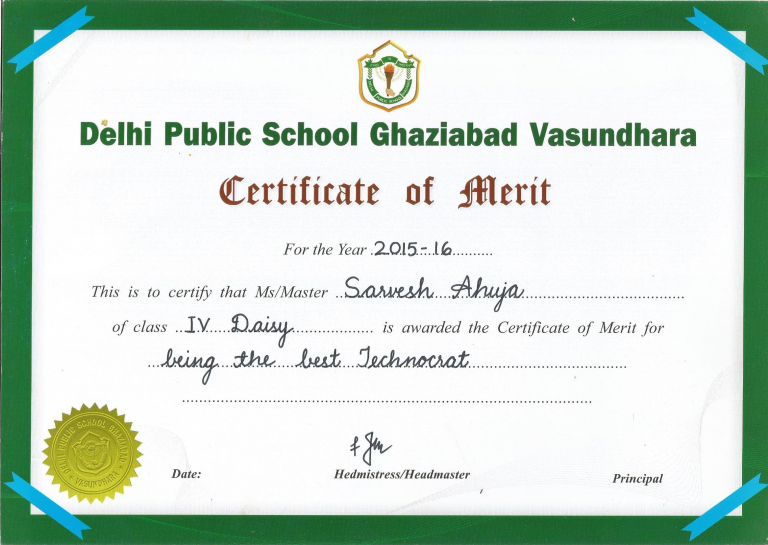 Delhi Public School Ghaziabad Vasundhara
Certificate of Merit
For the Year 2015-16
This is to certify that Ms/Master Sarvesh Ahuja
of class IV Daisy is awarded the Certificate of Merit for
being the best Technocrat
DELHI PUBLIC SCHOOL GHAZIABAD
VASUNDHARA
Date: Hedmistress/Headmaster Principal